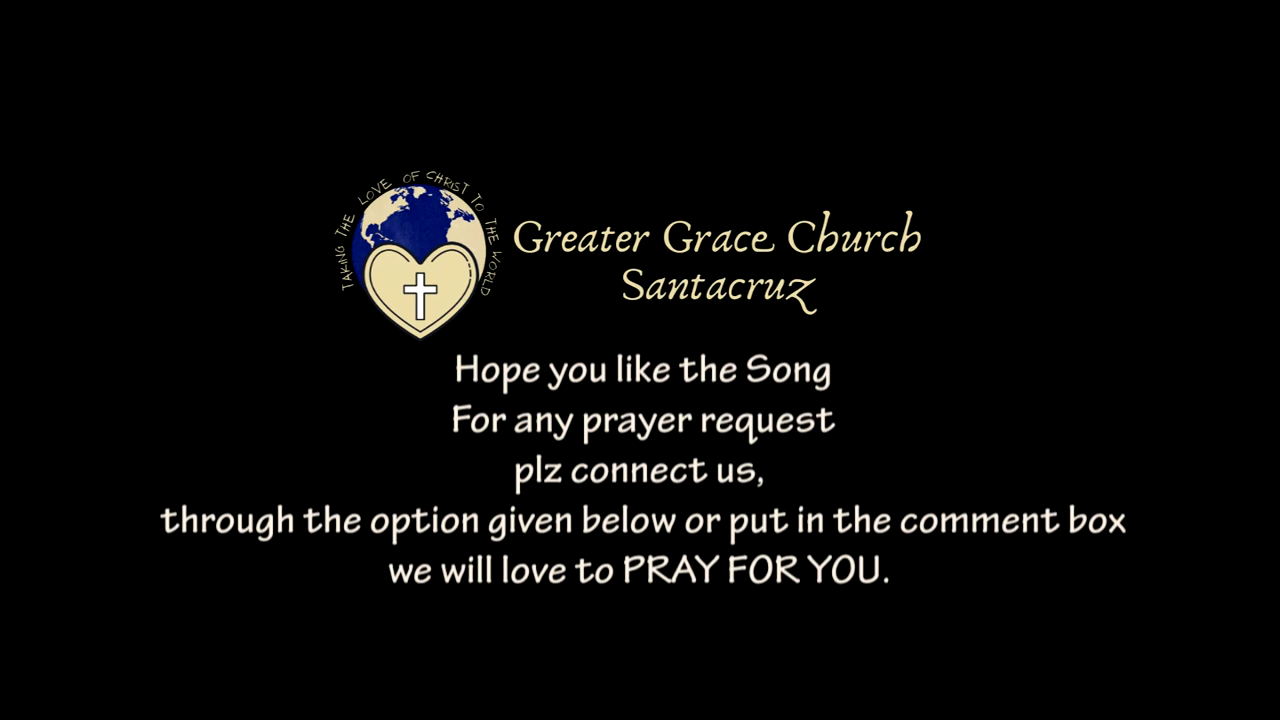 TAKING THE LOVE OF CHRIST TO THE WORLD
Greater Grace Church
Santacruz
Hope you like the Song
For any prayer request
plz connect us,
through the option given below or put in the comment box
we will love to PRAY FOR YOU.